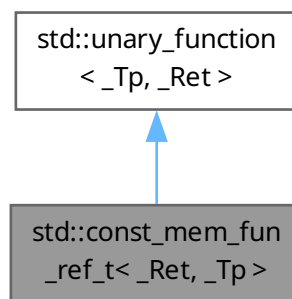 std::unary_function
< _Tp, _Ret >
std::const_mem_fun
_ref_t< _Ret, _Tp >